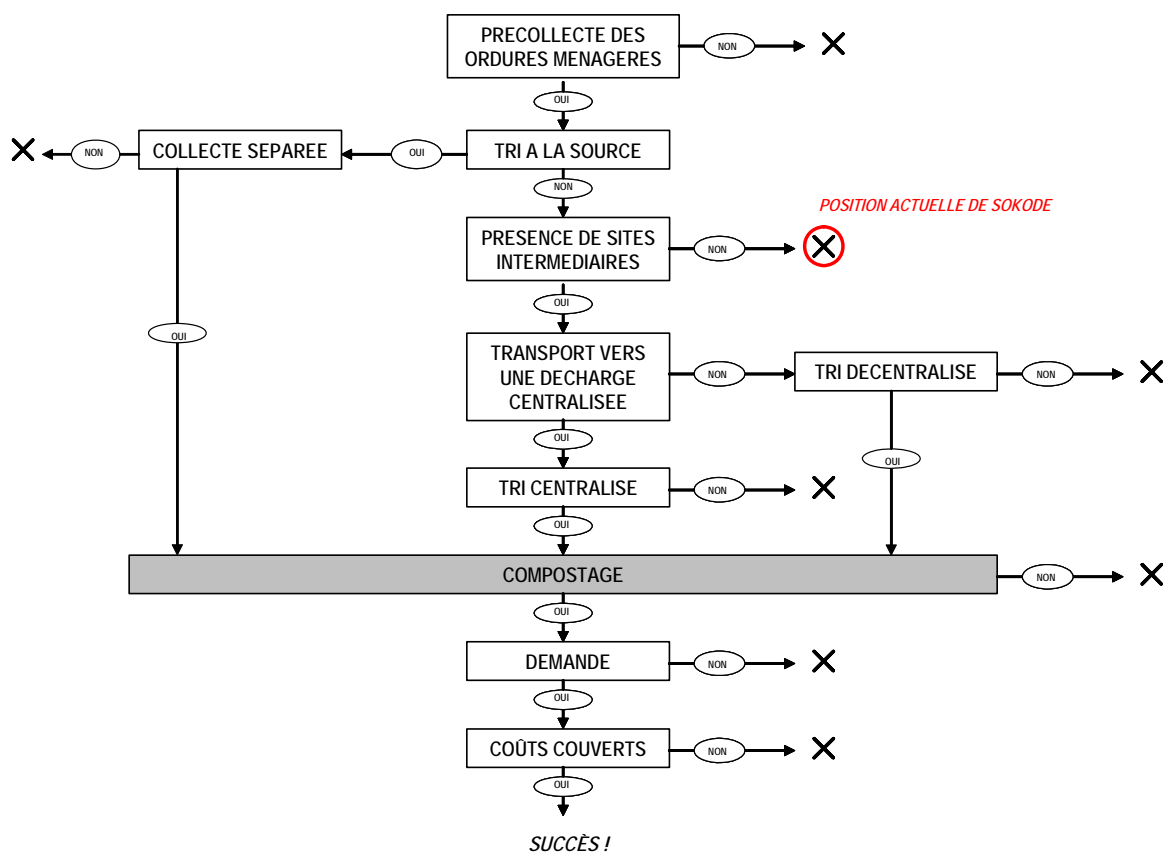 PRECOLLECTE DES
ORDURES MENAGERES
NON
OUI
NON
COLLECTE SEPAREE
OUI
TRI A LA SOURCE
NON
POSITION ACTUELLE DE SOKODE
PRESENCE DE SITES
INTERMEDIAIRES
NON
OUI
OUI
TRANSPORT VERS
UNE DECHARGE
CENTRALISEE
NON
TRI DECENTRALISE
NON
OUI
OUI
TRI CENTRALISE
NON
OUI
COMPOSTAGE
NON
OUI
DEMANDE
NON
OUI
COÛTS COUVERTS
NON
OUI
SUCCÈS !